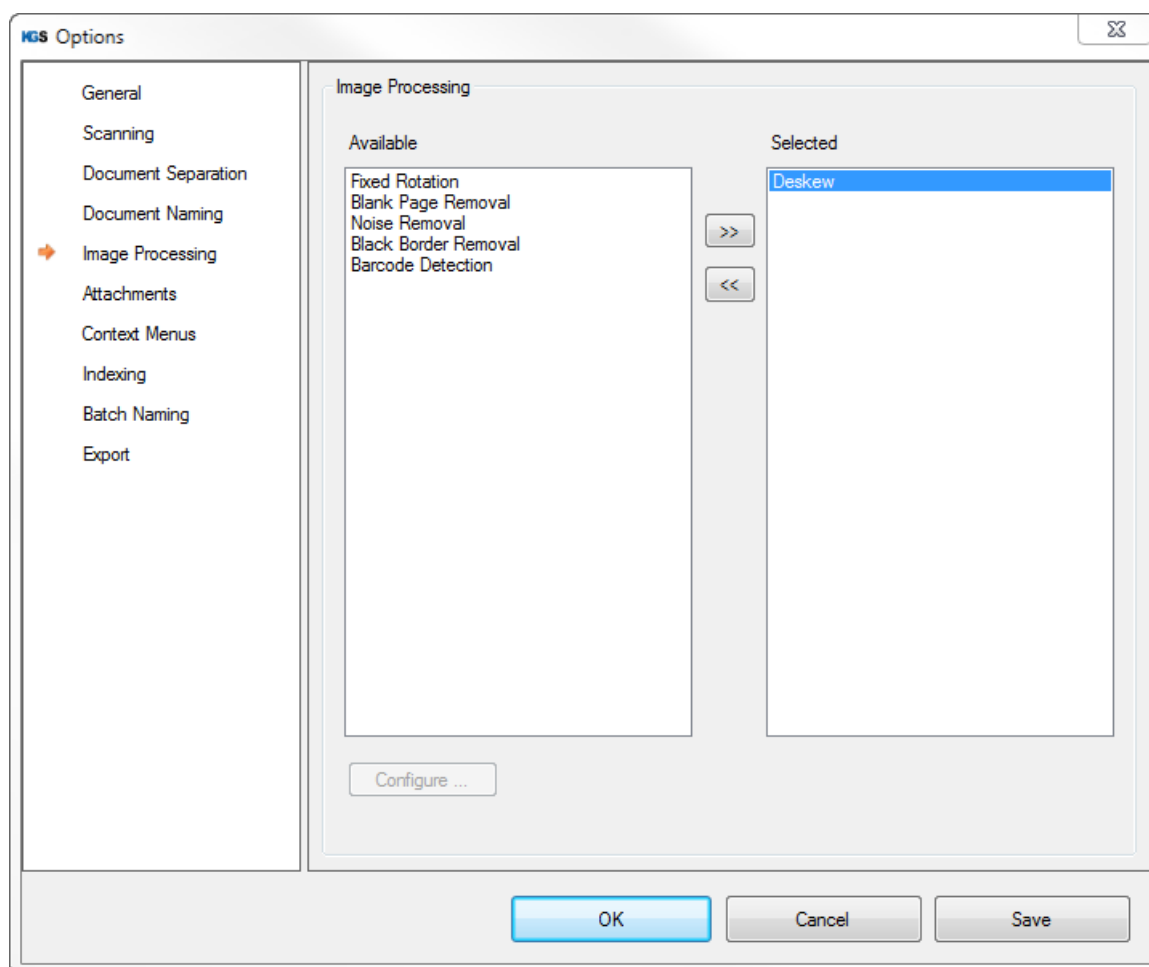 KGS Options
General
Scanning
Document Separation
Document Naming
Image Processing
Attachments
Context Menus
Indexing
Batch Naming
Export
Image Processing
Available
Fixed Rotation
Blank Page Removal
Noise Removal
Black Border Removal
Barcode Detection
>>
<<
Selected
Deskew
Configure ...
OK
Cancel
Save